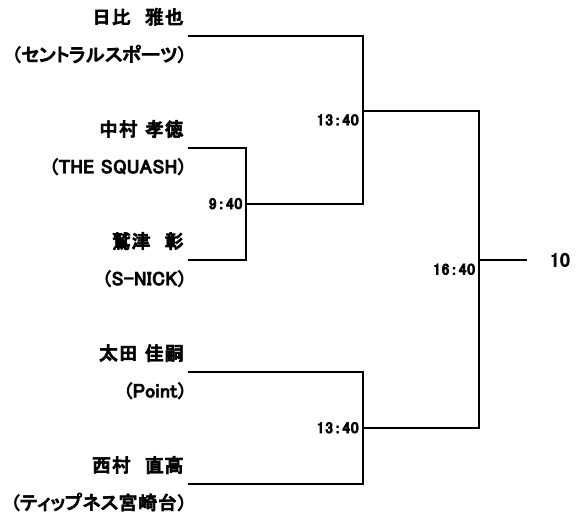 日比　雅也
(セントラルスポーツ)
13:40
中村 孝徳
(THE SQUASH)
9:40
鷲津　彰
(S-NICK)
16:40
10
太田 佳嗣
(Point)
13:40
西村　直高
(ティップネス宮崎台)